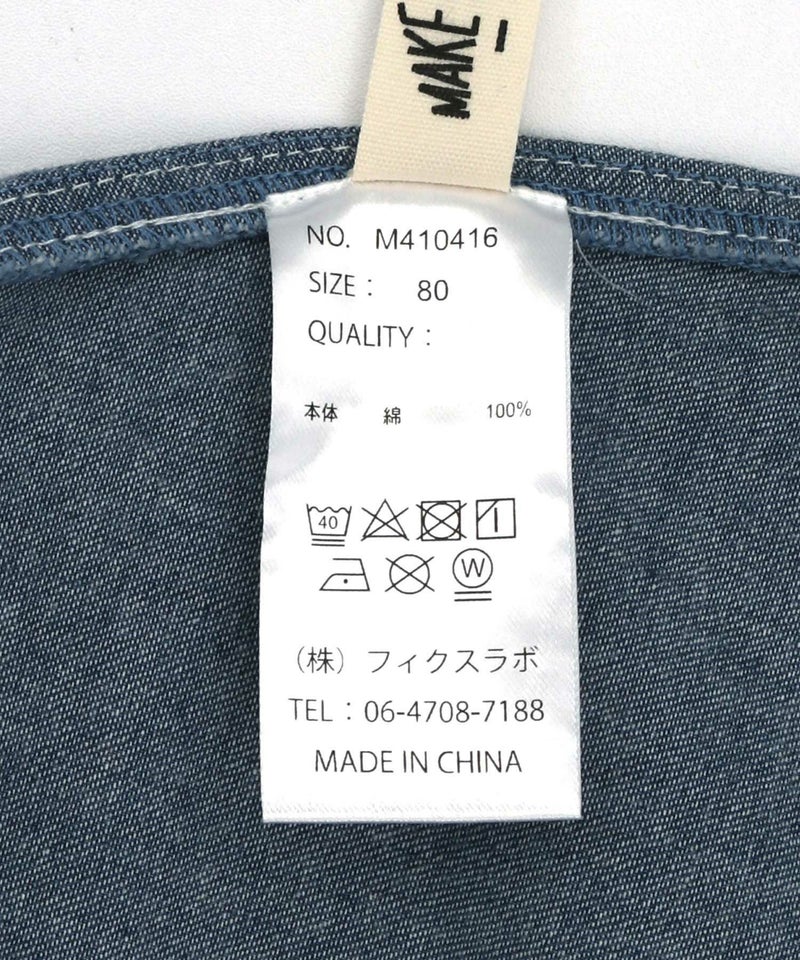 MAKE
NO. M410416
SIZE : 80
QUALITY :
本体 綿 100%
40
W
(株) フィクスラボ
TEL : 06-4708-7188
MADE IN CHINA